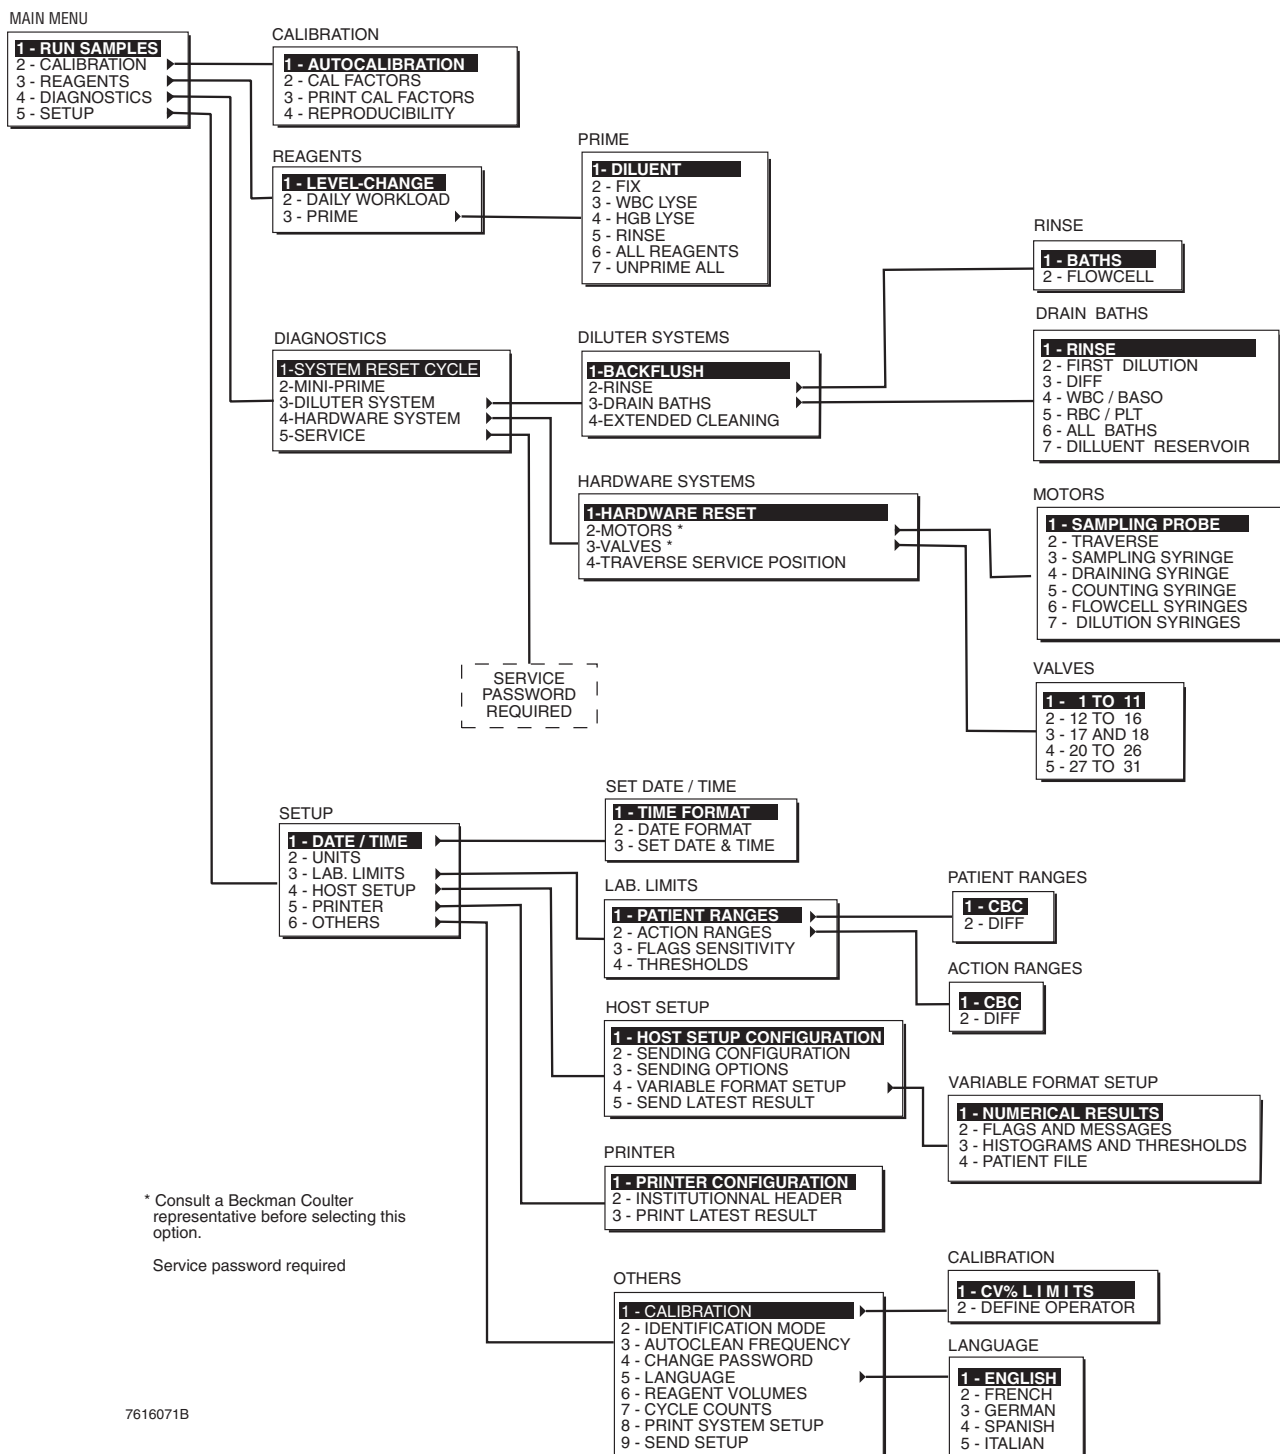 MAIN MENU
1 - RUN SAMPLES
2 - CALIBRATION
3 - REAGENTS
4 - DIAGNOSTICS
5 - SETUP
CALIBRATION
1 - AUTOCALIBRATION
2 - CAL FACTORS
3 - PRINT CAL FACTORS
4 - REPRODUCIBILITY
REAGENTS
1 - LEVEL-CHANGE
2 - DAILY WORKLOAD
3 - PRIME
PRIME
1- DILUENT
2 - FIX
3 - WBC LYSE
4 - HGB LYSE
5 - RINSE
6 - ALL REAGENTS
7 - UNPRIME ALL
RINSE
1 - BATHS
2 - FLOWCELL
DIAGNOSTICS
1-SYSTEM RESET CYCLE
2-MINI-PRIME
3-DILUTER SYSTEM
4-HARDWARE SYSTEM
5-SERVICE
DILUTER SYSTEMS
1-BACKFLUSH
2-RINSE
3-DRAIN BATHS
4-EXTENDED CLEANING
DRAIN BATHS
1 - RINSE
2 - FIRST DILUTION
3 - DIFF
4 - WBC / BASO
5 - RBC / PLT
6 - ALL BATHS
7 - DILLUENT RESERVOIR
HARDWARE SYSTEMS
1-HARDWARE RESET
2-MOTORS *
3-VALVES *
4-TRAVERSE SERVICE POSITION
MOTORS
1 - SAMPLING PROBE
2 - TRAVERSE
3 - SAMPLING SYRINGE
4 - DRAINING SYRINGE
5 - COUNTING SYRINGE
6 - FLOWCELL SYRINGES
7 - DILUTION SYRINGES
SERVICE
PASSWORD
REQUIRED
VALVES
1 - 1 TO 11
2 - 12 TO 16
3 - 17 AND 18
4 - 20 TO 26
5 - 27 TO 31
SETUP
1 - DATE / TIME
2 - UNITS
3 - LAB. LIMITS
4 - HOST SETUP
5 - PRINTER
6 - OTHERS
SET DATE / TIME
1 - TIME FORMAT
2 - DATE FORMAT
3 - SET DATE & TIME
LAB. LIMITS
1 - PATIENT RANGES
2 - ACTION RANGES
3 - FLAGS SENSITIVITY
4 - THRESHOLDS
PATIENT RANGES
1 - CBC
2 - DIFF
ACTION RANGES
1 - CBC
2 - DIFF
HOST SETUP
1 - HOST SETUP CONFIGURATION
2 - SENDING CONFIGURATION
3 - SENDING OPTIONS
4 - VARIABLE FORMAT SETUP
5 - SEND LATEST RESULT
VARIABLE FORMAT SETUP
1 - NUMERICAL RESULTS
2 - FLAGS AND MESSAGES
3 - HISTOGRAMS AND THRESHOLDS
4 - PATIENT FILE
PRINTER
1 - PRINTER CONFIGURATION
2 - INSTITUTIONNAL HEADER
3 - PRINT LATEST RESULT
* Consult a Beckman Coulter
representative before selecting this
option.
Service password required
OTHERS
1 - CALIBRATION
2 - IDENTIFICATION MODE
3 - AUTOCLEAN FREQUENCY
4 - CHANGE PASSWORD
5 - LANGUAGE
6 - REAGENT VOLUMES
7 - CYCLE COUNTS
8 - PRINT SYSTEM SETUP
9 - SEND SETUP
CALIBRATION
1 - CV% L I M I TS
2 - DEFINE OPERATOR
LANGUAGE
1 - ENGLISH
2 - FRENCH
3 - GERMAN
4 - SPANISH
5 - ITALIAN
7616071B